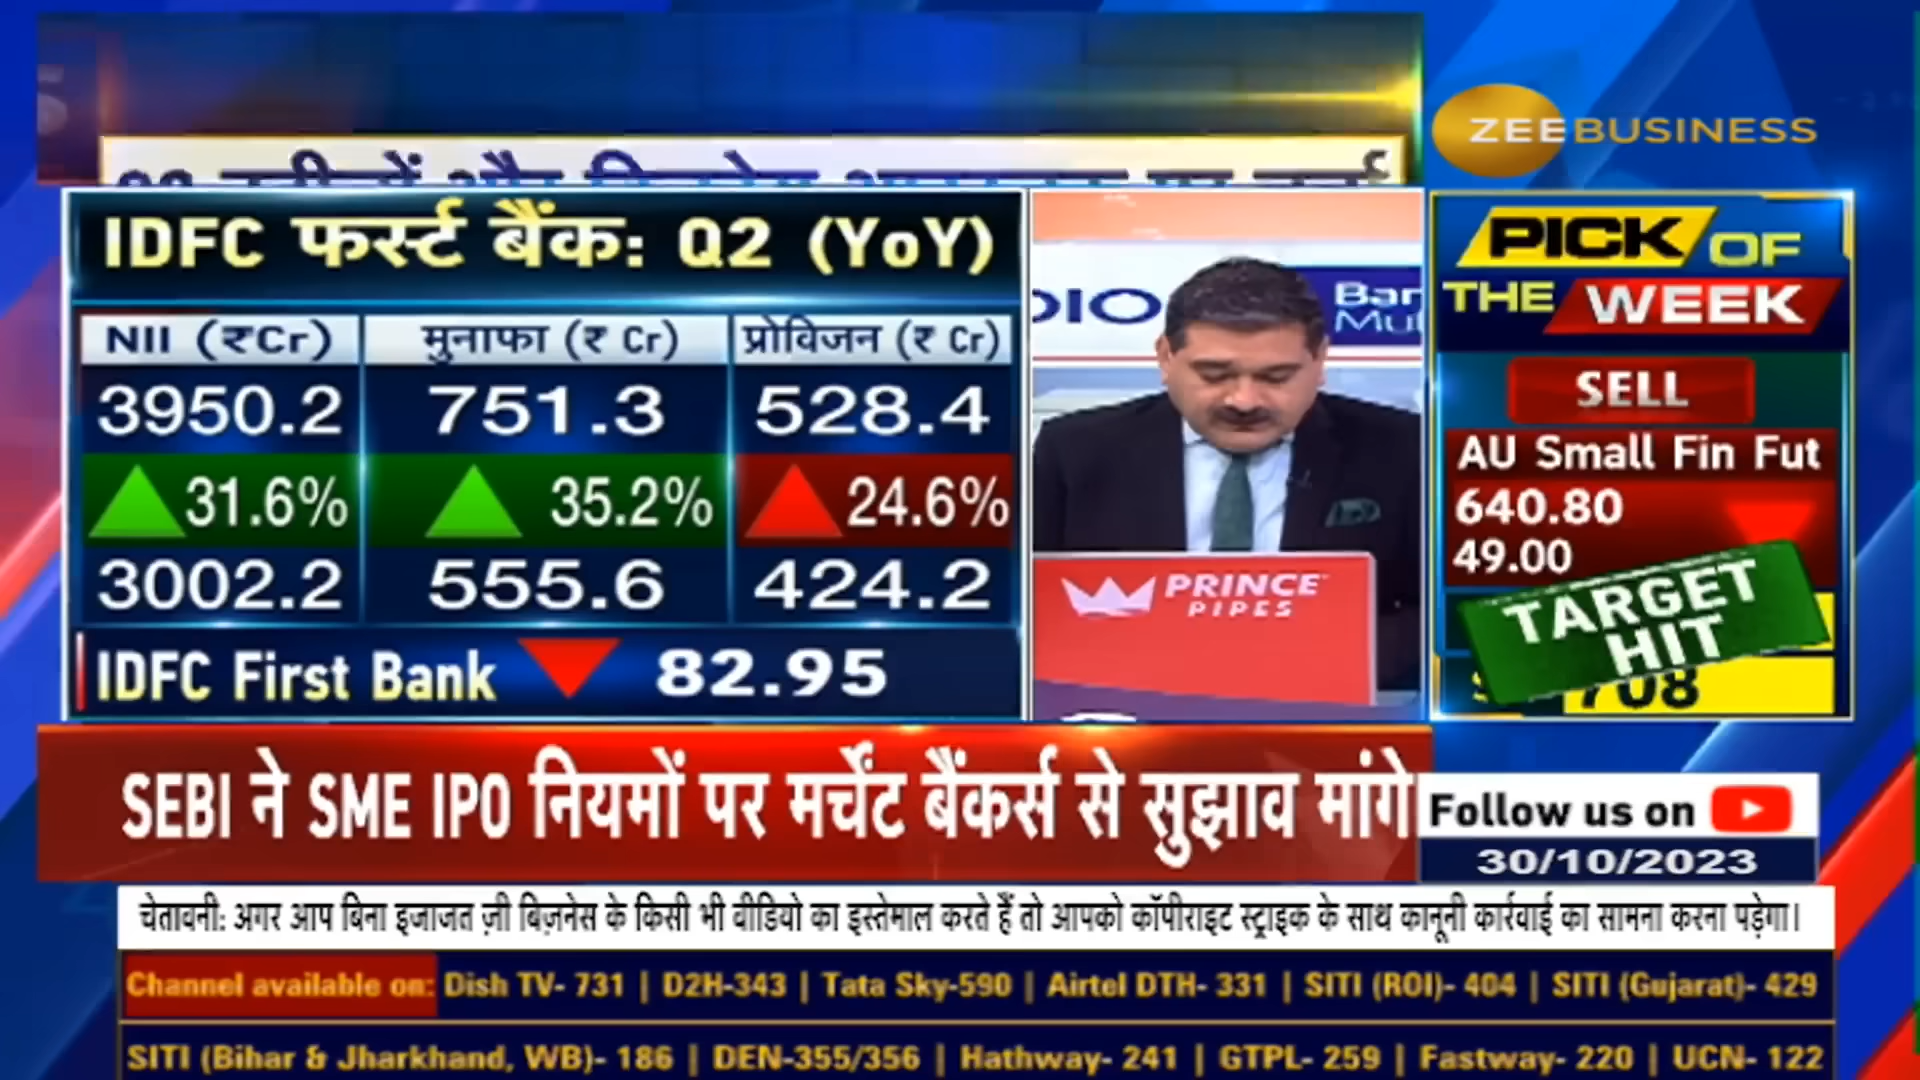 ZEEBUSINESS
IDFC फर्स्ट बैंक: Q2 (YoY)
NII (₹Cr) मुनाफा (₹ Cr) प्रोविजन (₹ Cr)
3950.2 751.3 528.4
31.6% 35.2% 24.6%
3002.2 555.6 424.2
IDFC First Bank 82.95
PRINCE
PIPES
PICK OF
THE WEEK
SELL
AU Small Fin Fut
640.80
49.00
TARGET
HIT
708
SEBI ने SME IPO नियमों पर मर्चेंट बैंकर्स से सुझाव मांगे
Follow us on
30/10/2023
चेतावनी: अगर आप बिना इजाजत ज़ी बिज़नेस के किसी भी वीडियो का इस्तेमाल करते हैं तो आपको कॉपीराइट स्ट्राइक के साथ कानूनी कार्रवाई का सामना करना पड़ेगा।
Channel available on: Dish TV- 731 | D2H-343 | Tata Sky-590 | Airtel DTH- 331 | SITI (ROI)- 404 | SITI (Gujarat)- 429
SITI (Bihar & Jharkhand, WB)- 186 | DEN-355/356 | Hathway- 241 | GTPL- 259 | Fastway- 220 | UCN- 122